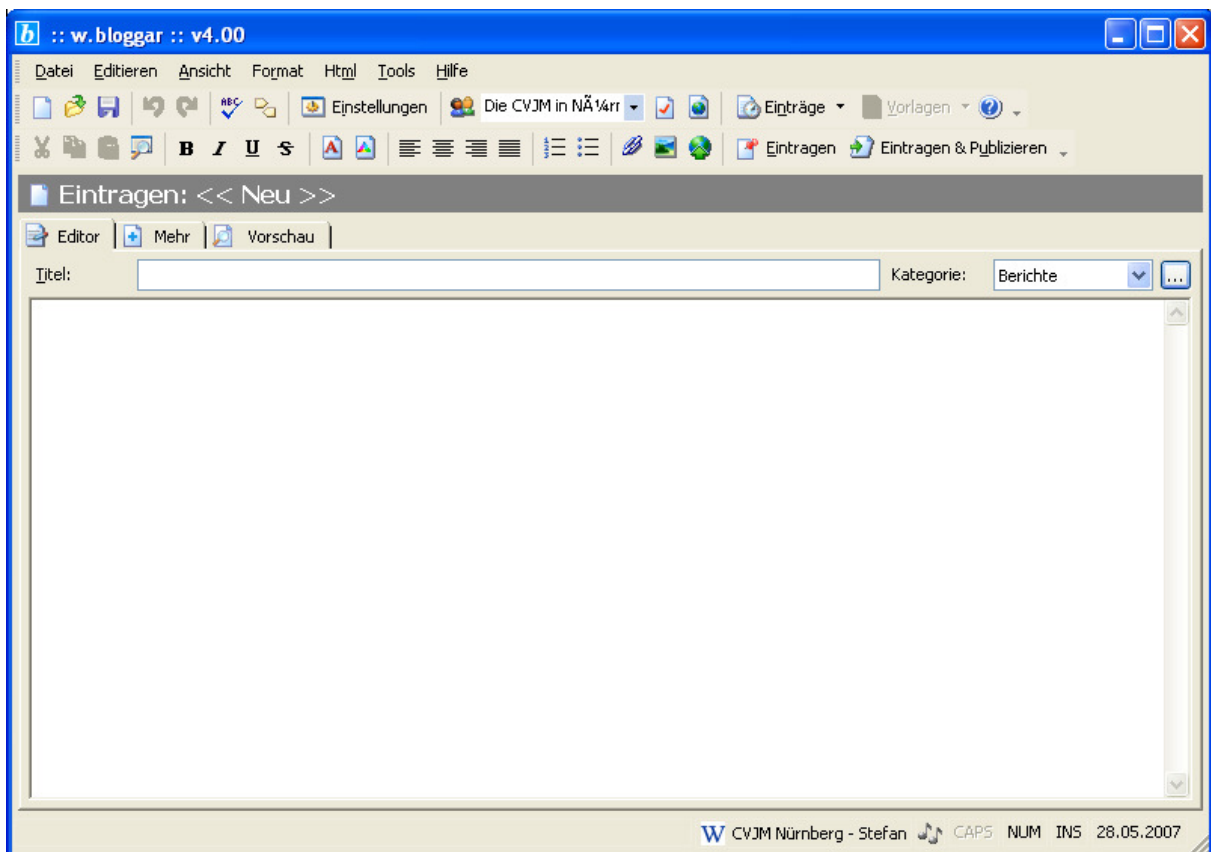 :: w.bloggar :: v4.00
Datei Editieren Ansicht Format Html Tools Hilfe
ABC Einstellungen Die CVJM in NÃ¼rr Einträge Vorlagen
B I U S A A Eintragen Eintragen & Publizieren
Eintragen: << Neu >>
Editor Mehr Vorschau
Titel: Kategorie: Berichte ...
W CVJM Nürnberg - Stefan CAPS NUM INS 28.05.2007